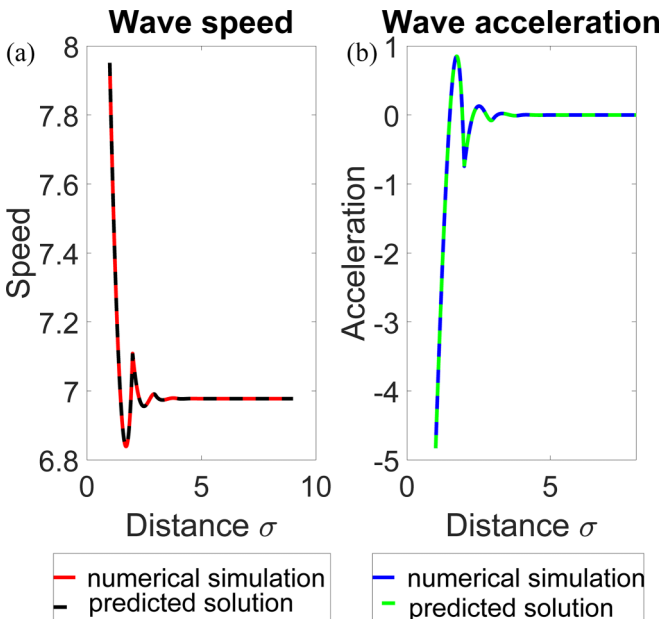 Wave speed
(a)
Speed
8
7.8
7.6
7.4
7.2
7
6.8
0
5
10
Distance σ
numerical simulation
predicted solution
Wave acceleration
(b)
Acceleration
1
0
-1
-2
-3
-4
-5
0
5
Distance σ
numerical simulation
predicted solution